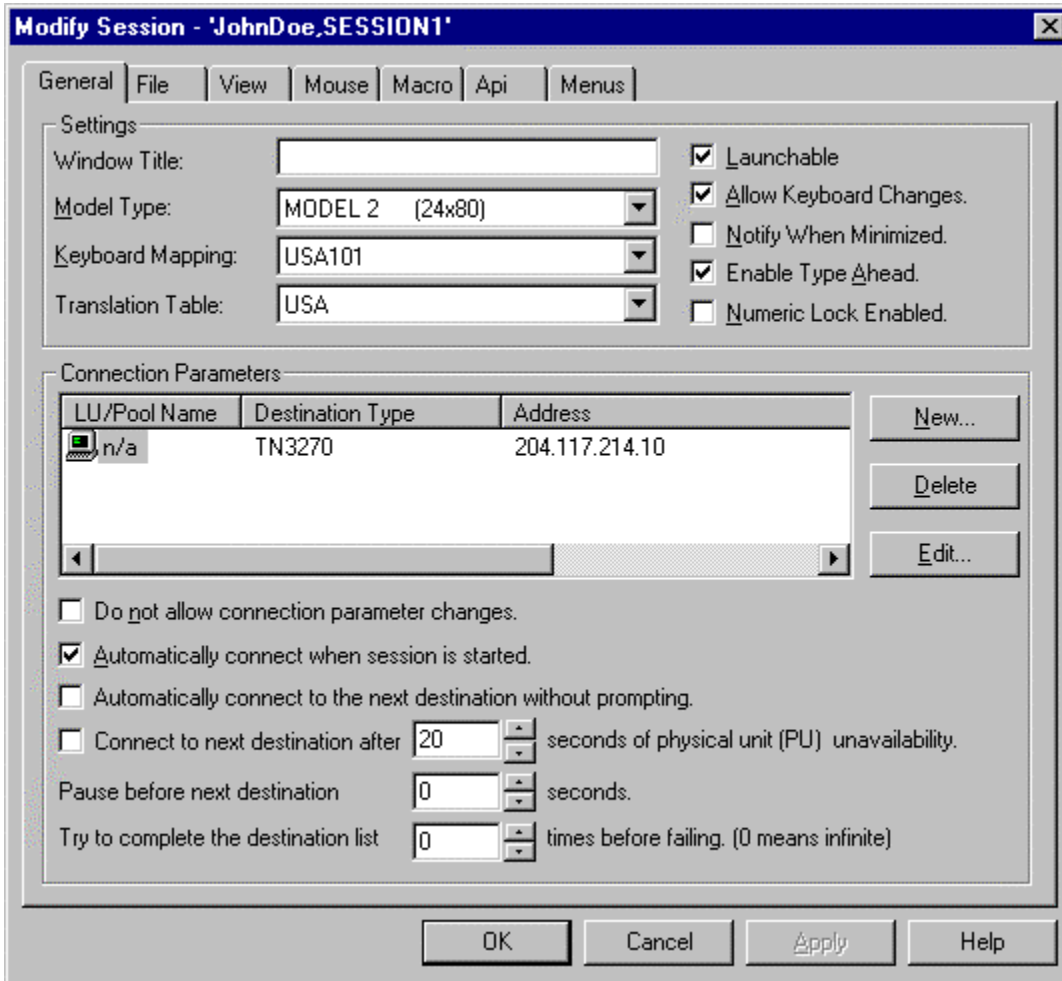 Modify Session - 'JohnDoe,SESSION1'
General File View Mouse Macro Api Menus
Settings
Window Title:
Launchable
Model Type: MODEL 2 (24x80)
Allow Keyboard Changes.
Keyboard Mapping: USA101
Notify When Minimized.
Enable Type Ahead.
Translation Table: USA
Numeric Lock Enabled.
Connection Parameters
LU/Pool Name Destination Type Address
n/a TN3270 204.117.214.10
New...
Delete
Edit...
Do not allow connection parameter changes.
Automatically connect when session is started.
Automatically connect to the next destination without prompting.
Connect to next destination after 20 seconds of physical unit (PU) unavailability.
Pause before next destination 0 seconds.
Try to complete the destination list 0 times before failing. (0 means infinite)
OK Cancel Apply Help